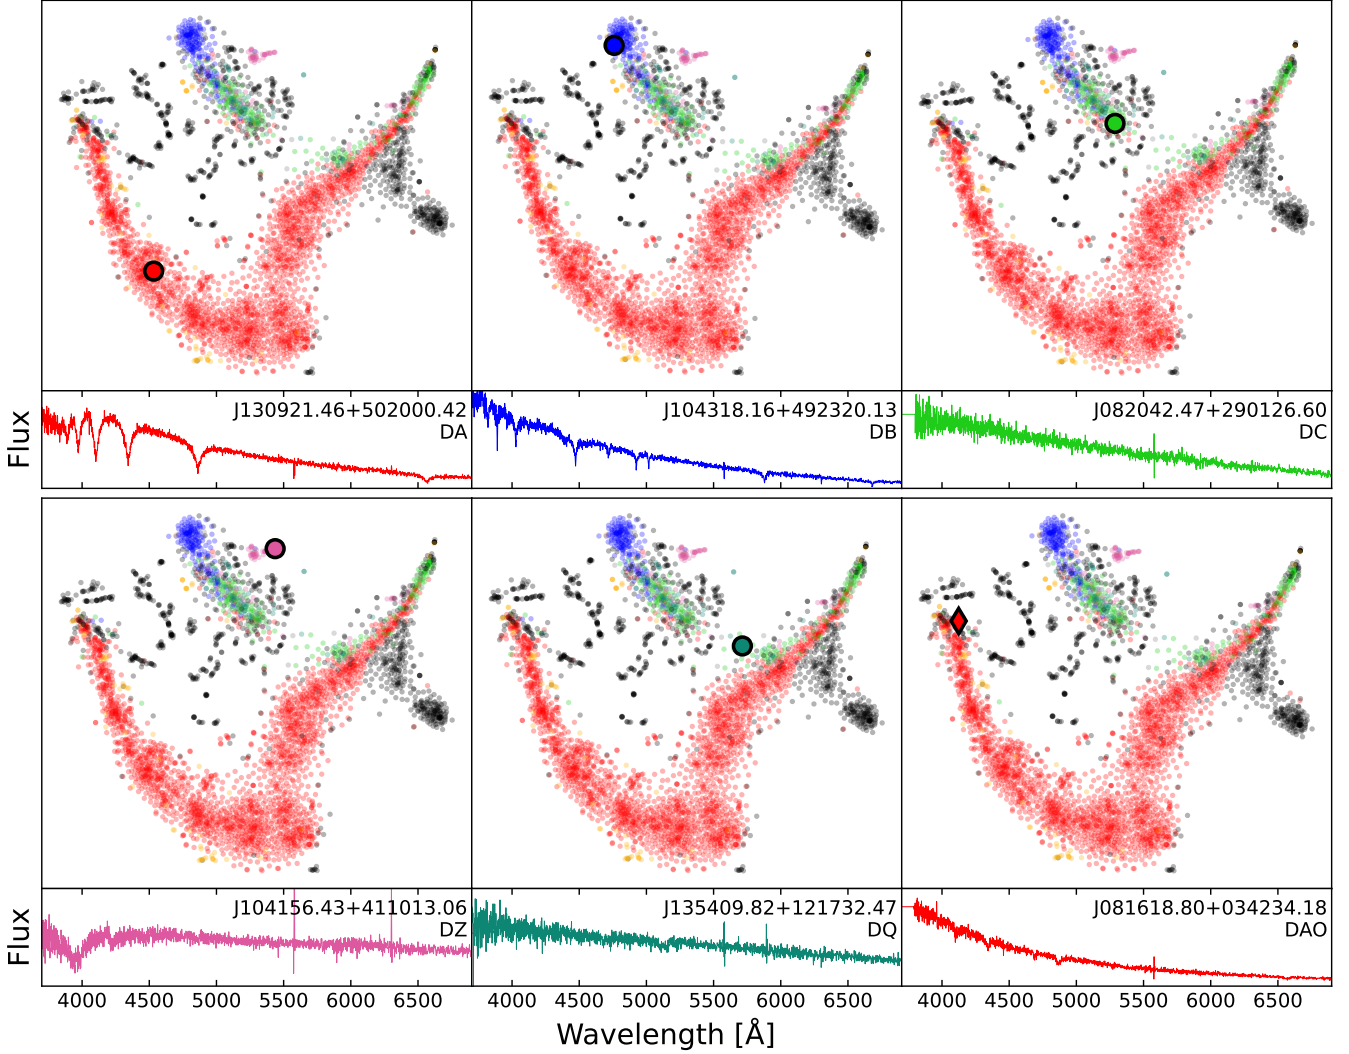 Flux
J130921.46+502000.42
DA
J104318.16+492320.13
DB
J082042.47+290126.60
DC
Flux
J104156.43+411013.06
DZ
J135409.82+121732.47
DQ
J081618.80+034234.18
DAO
4000 4500 5000 5500 6000 6500
4000 4500 5000 5500 6000 6500
4000 4500 5000 5500 6000 6500
Wavelength [Å]